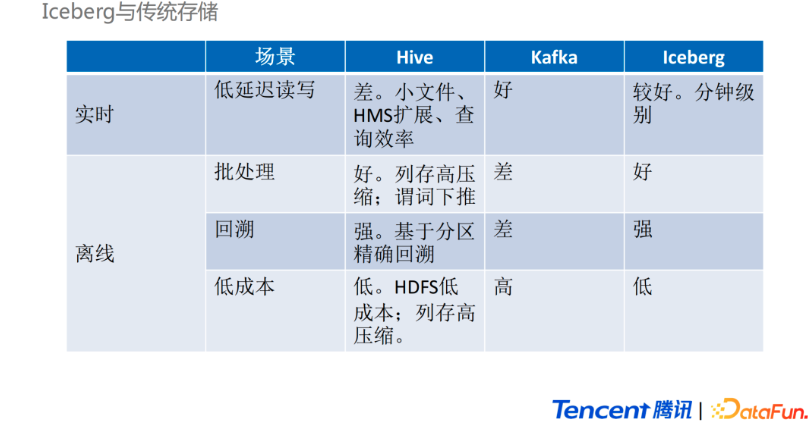 Iceberg与传统存储
场景 Hive Kafka Iceberg
实时 低延迟读写 差。小文件、 好 较好。分钟级
HMS扩展、查 别
询效率
离线 批处理 好。列存高压 差 好
缩；谓词下推
回溯 强。基于分区 差 强
精确回溯
低成本 低。HDFS低 高 低
成本；列存高
压缩。
Tencent 腾讯 | DataFun.